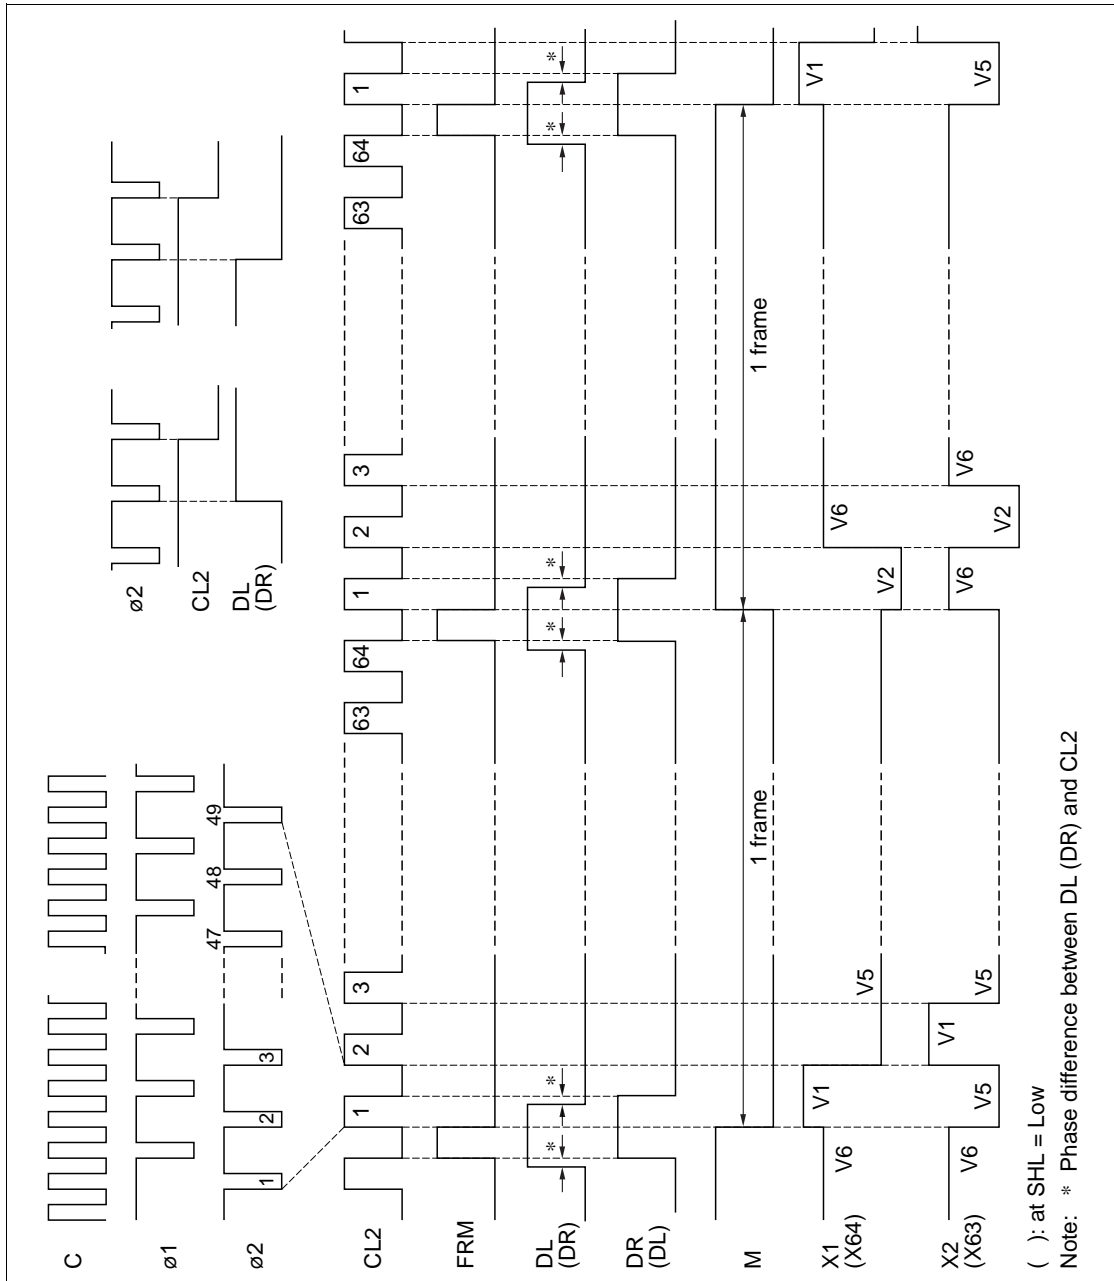 C
ø2
CL2
DL
(DR)
ø1
ø2 1 2 3 47 48 49
CL2 1 2 3 63 64 1 2 3 63 64 1
FRM
DL * * * * * *
(DR)
DR
(DL)
M 1 frame 1 frame
X1 V6 V1 V5 V2 V6 V1
(X64)
X2 V6 V5 V1 V5 V6 V2 V6 V5
(X63)
( ): at SHL = Low
Note: * Phase difference between DL (DR) and CL2